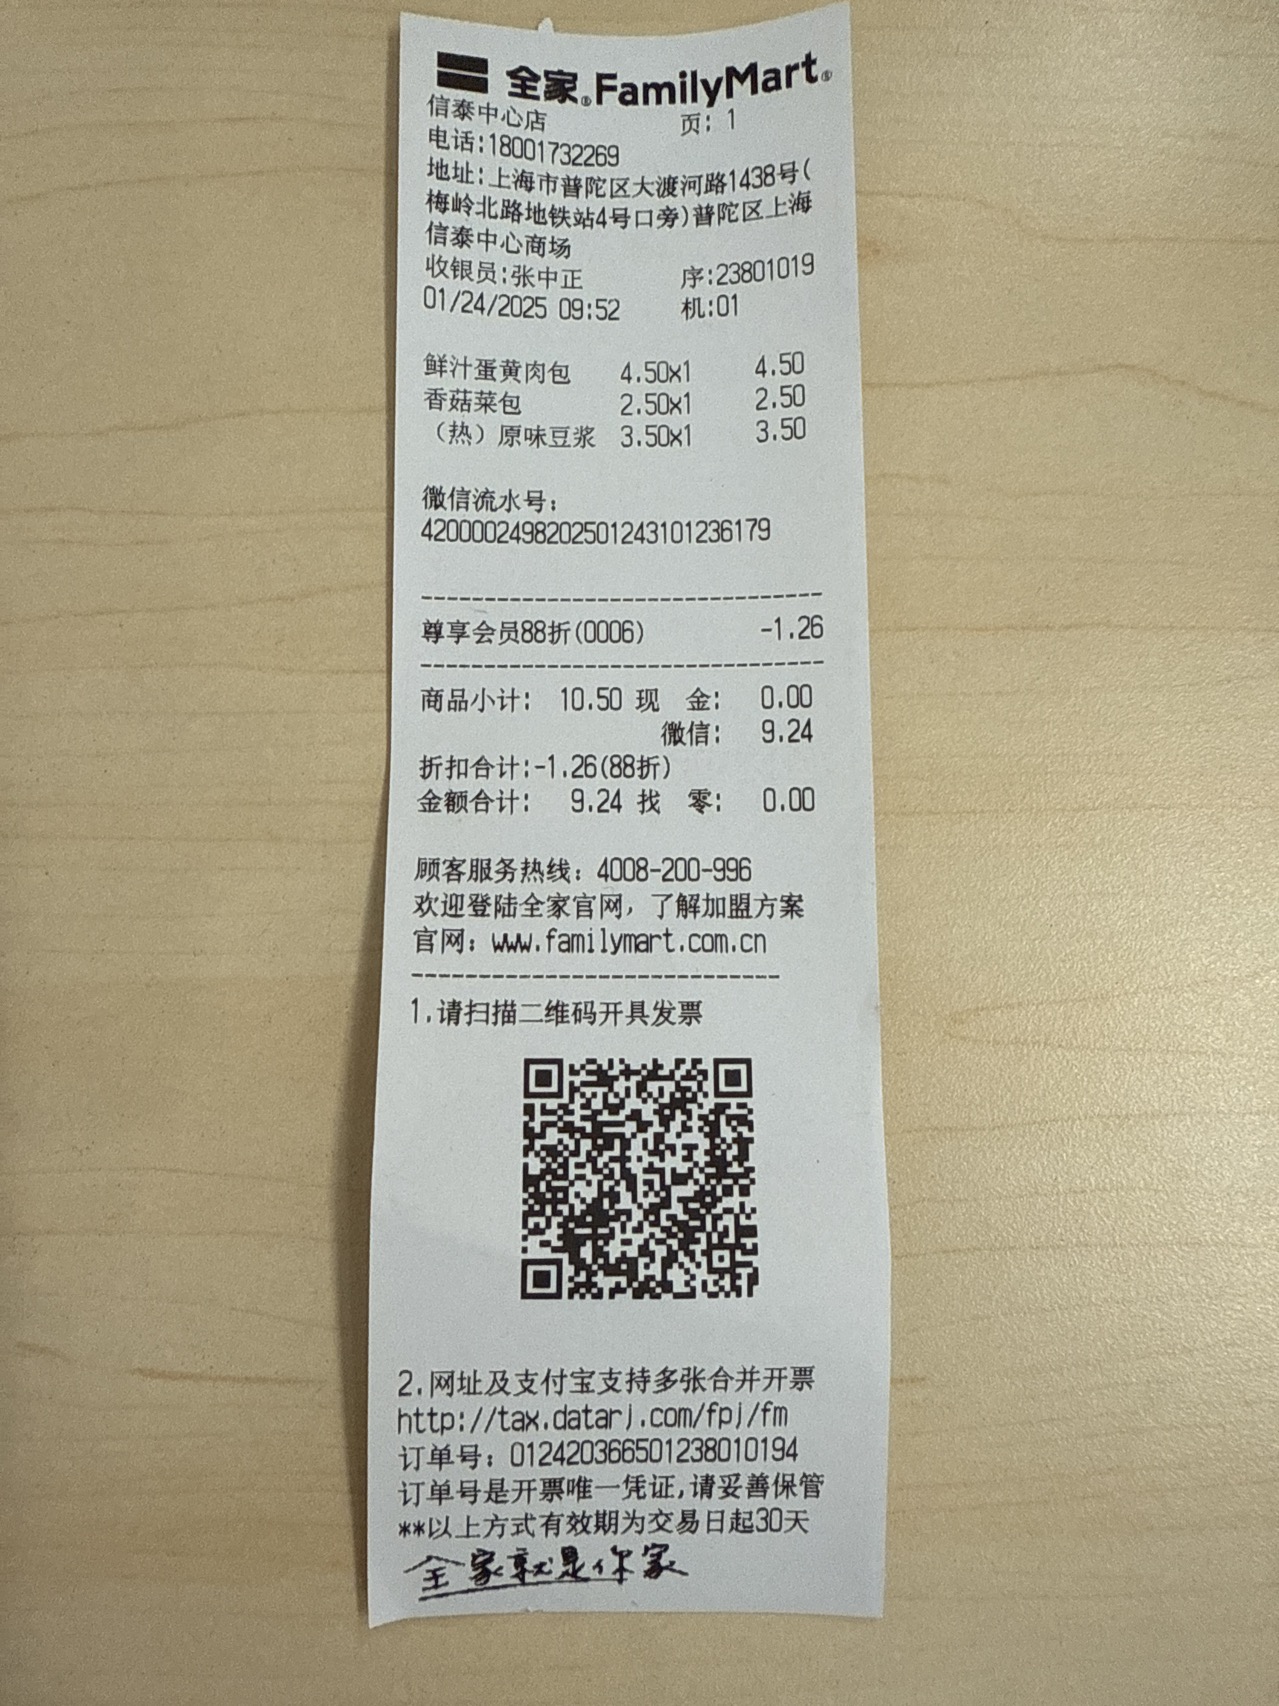 全家®FamilyMart®
信泰中心店 页: 1
电话:18001732269
地址:上海市普陀区大渡河路1438号(
梅岭北路地铁站4号口旁)普陀区上海
信泰中心商场
收银员:张中正 序:23801019
01/24/2025 09:52 机:01
鲜汁蛋黄肉包 4.50x1 4.50
香菇菜包 2.50x1 2.50
（热）原味豆浆 3.50x1 3.50
微信流水号:
4200002498202501243101236179
--------------------------------
尊享会员88折(0006) -1.26
--------------------------------
商品小计: 10.50 现 金: 0.00
微信: 9.24
折扣合计:-1.26(88折)
金额合计: 9.24 找 零: 0.00
顾客服务热线: 4008-200-996
欢迎登陆全家官网, 了解加盟方案
官网: www.familymart.com.cn
-----------------------------
1.请扫描二维码开具发票
2.网址及支付宝支持多张合并开票
http://tax.datarj.com/fpj/fm
订单号: 012420366501238010194
订单号是开票唯一凭证,请妥善保管
**以上方式有效期为交易日起30天
全家就是你家